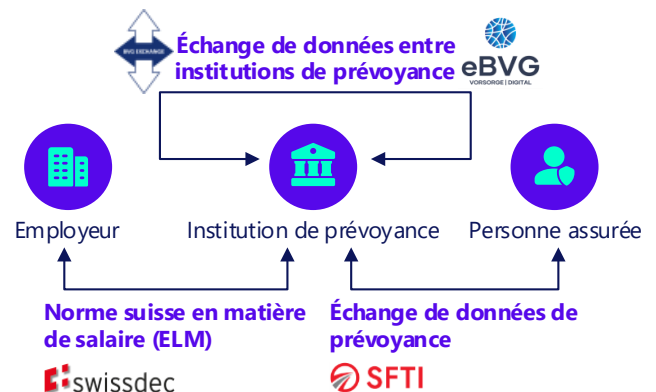 BVG EXCHANGE
Échange de données entre
institutions de prévoyance
eBVG
VORSORGE | DIGITAL
Employeur
Institution de prévoyance
Personne assurée
Norme suisse en matière
de salaire (ELM)
Échange de données de
prévoyance
swissdec
SFTI